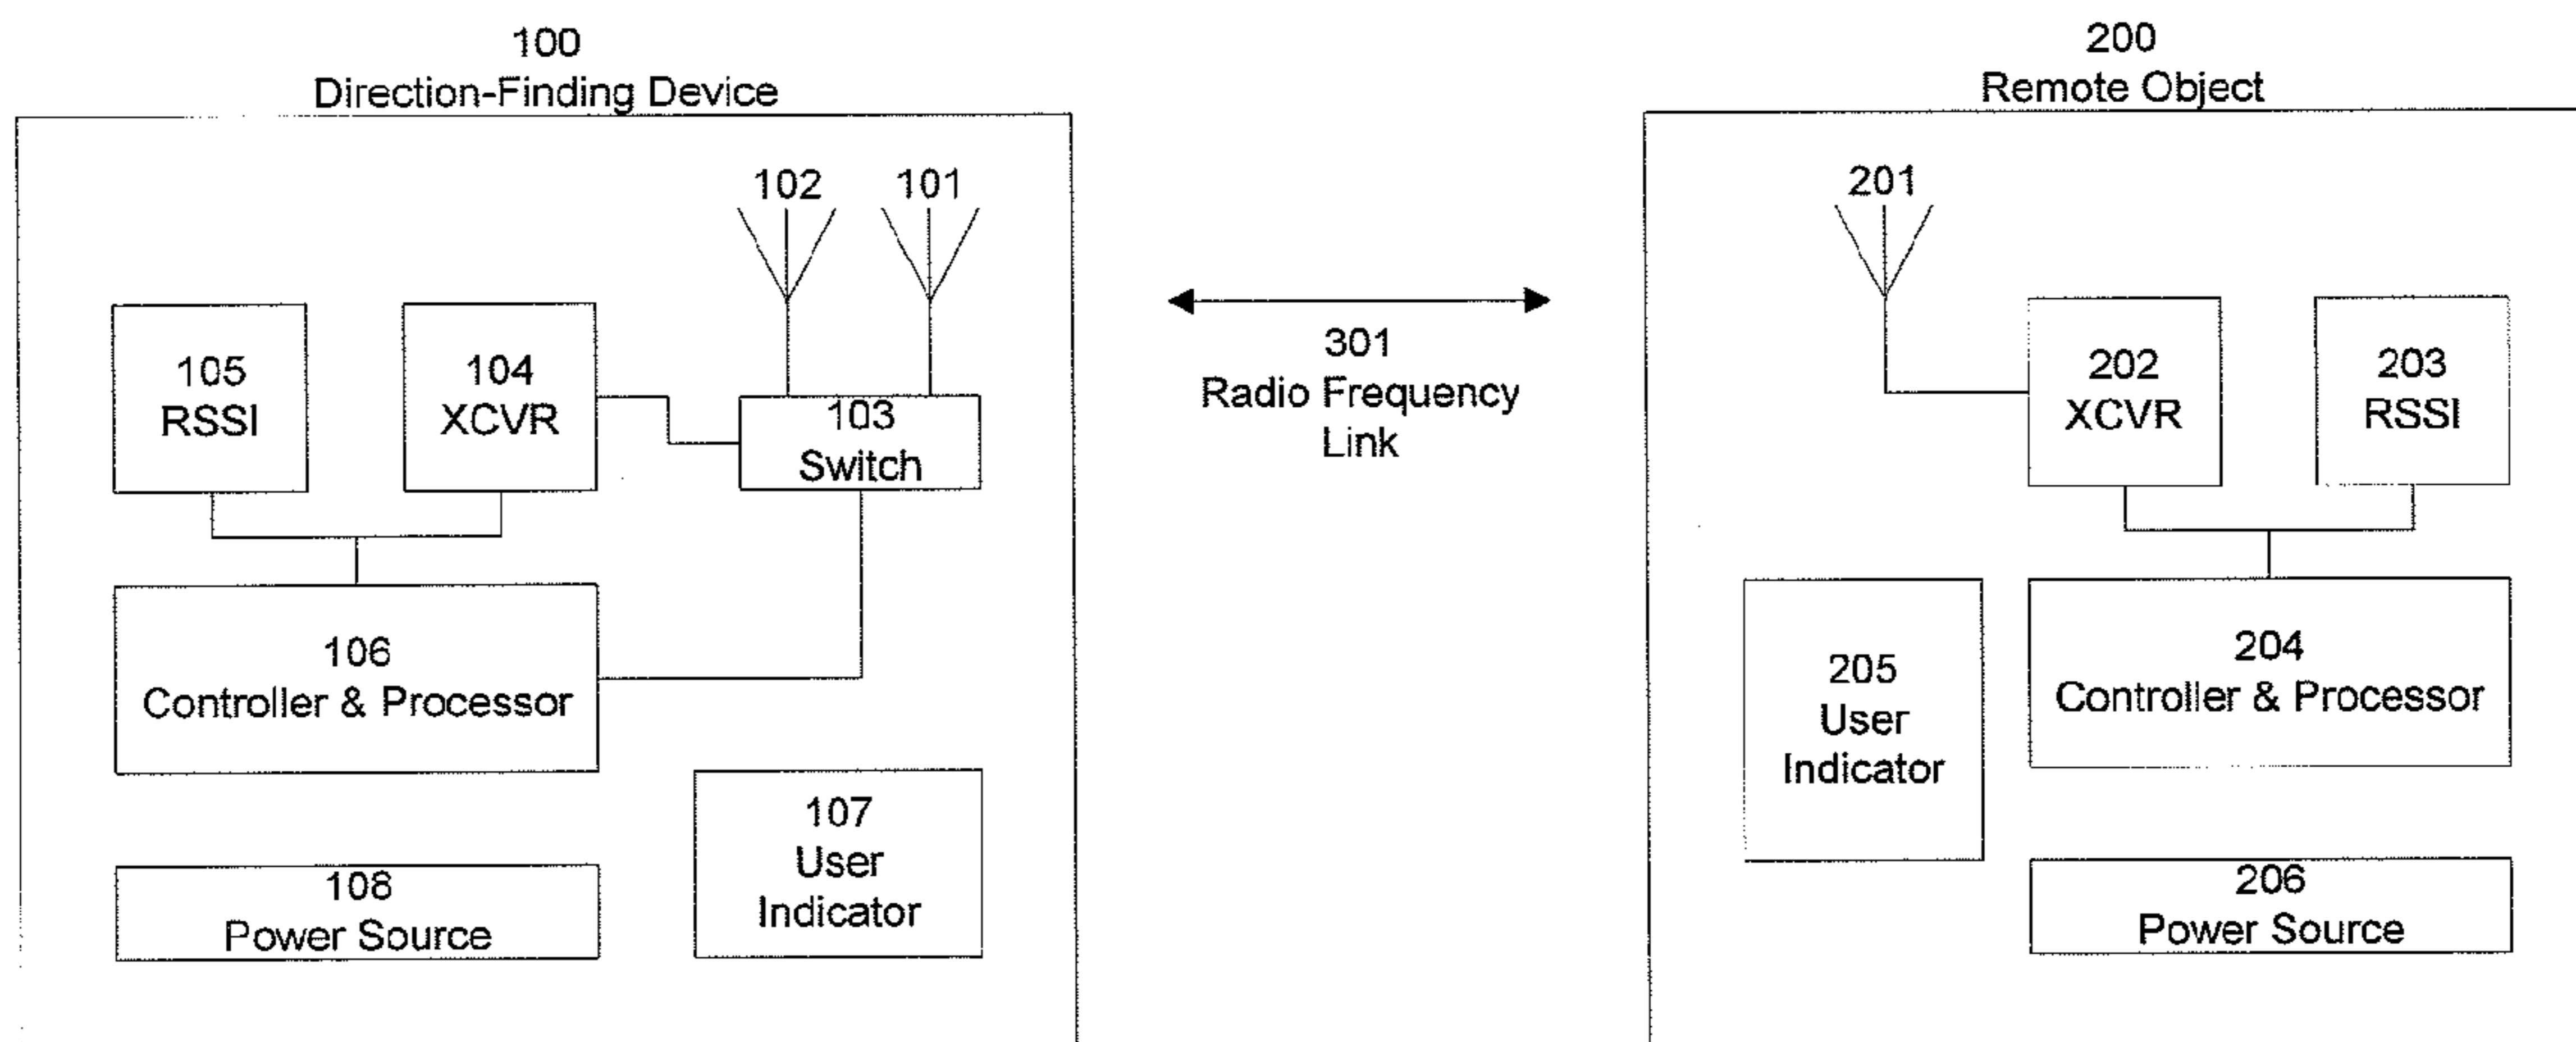 100
Direction-Finding Device
102
101
105
RSSI
104
XCVR
103
Switch
106
Controller & Processor
107
User
Indicator
108
Power Source
301
Radio Frequency
Link
200
Remote Object
201
202
XCVR
203
RSSI
205
User
Indicator
204
Controller & Processor
206
Power Source